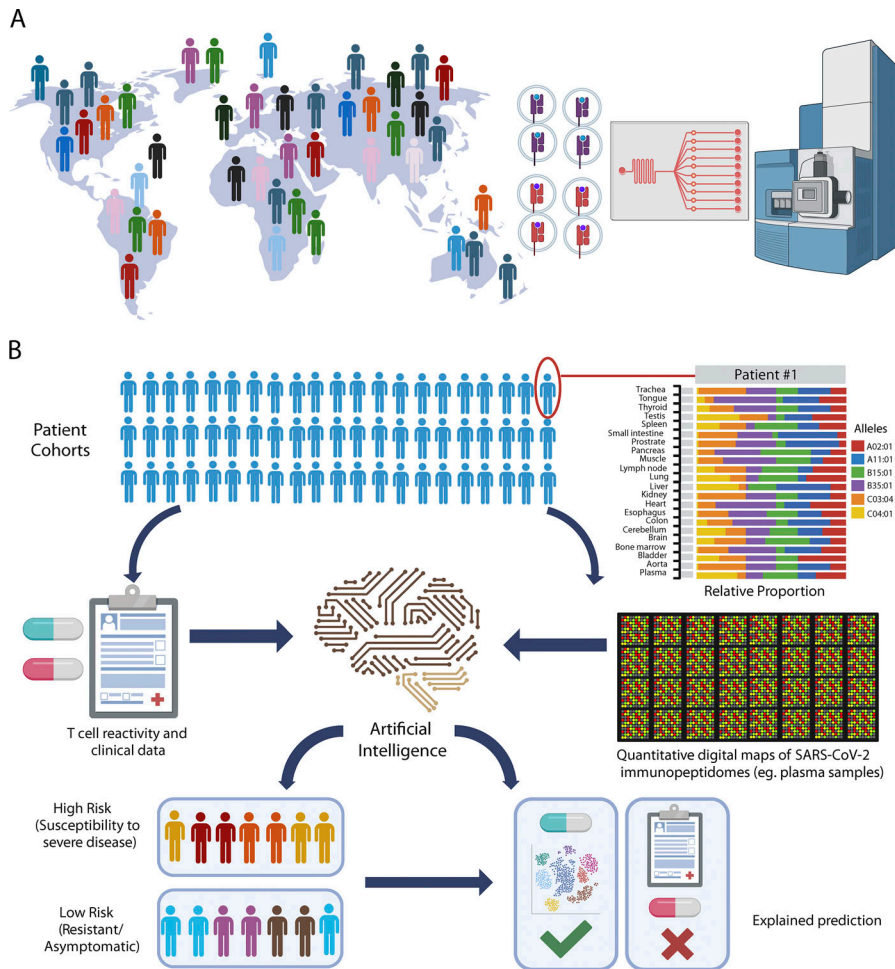 A
B
Patient
Cohorts
Patient #1
Trachea
Tongue
Thyroid
Testis
Spleen
Small intestine
Prostrate
Pancreas
Muscle
Lymph node
Lung
Liver
Kidney
Heart
Esophagus
Colon
Cerebellum
Brain
Bone marrow
Bladder
Aorta
Plasma
Relative Proportion
Alleles
A02:01
A11:01
B15:01
B35:01
C03:04
C04:01
T cell reactivity and
clinical data
Artificial
Intelligence
Quantitative digital maps of SARS-CoV-2
immunopeptidomes (eg. plasma samples)
High Risk
(Susceptibility to
severe disease)
Low Risk
(Resistant/
Asymptomatic)
Explained prediction